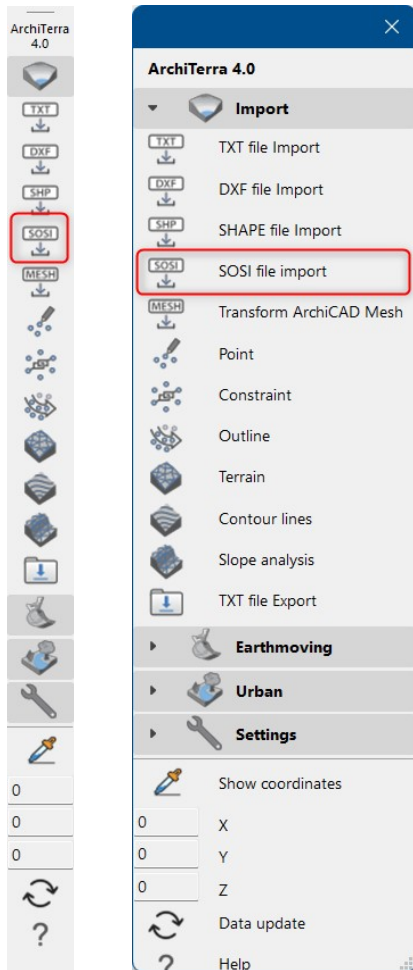 ArchiTerra
4.0
TXT
DXF
SHP
SOSI
MESH
0
0
0
?
ArchiTerra 4.0
Import
TXT
TXT file Import
DXF
DXF file Import
SHP
SHAPE file Import
SOSI
SOSI file import
MESH
Transform ArchiCAD Mesh
Point
Constraint
Outline
Terrain
Contour lines
Slope analysis
TXT file Export
Earthmoving
Urban
Settings
Show coordinates
0 X
0 Y
0 Z
Data update
? Help